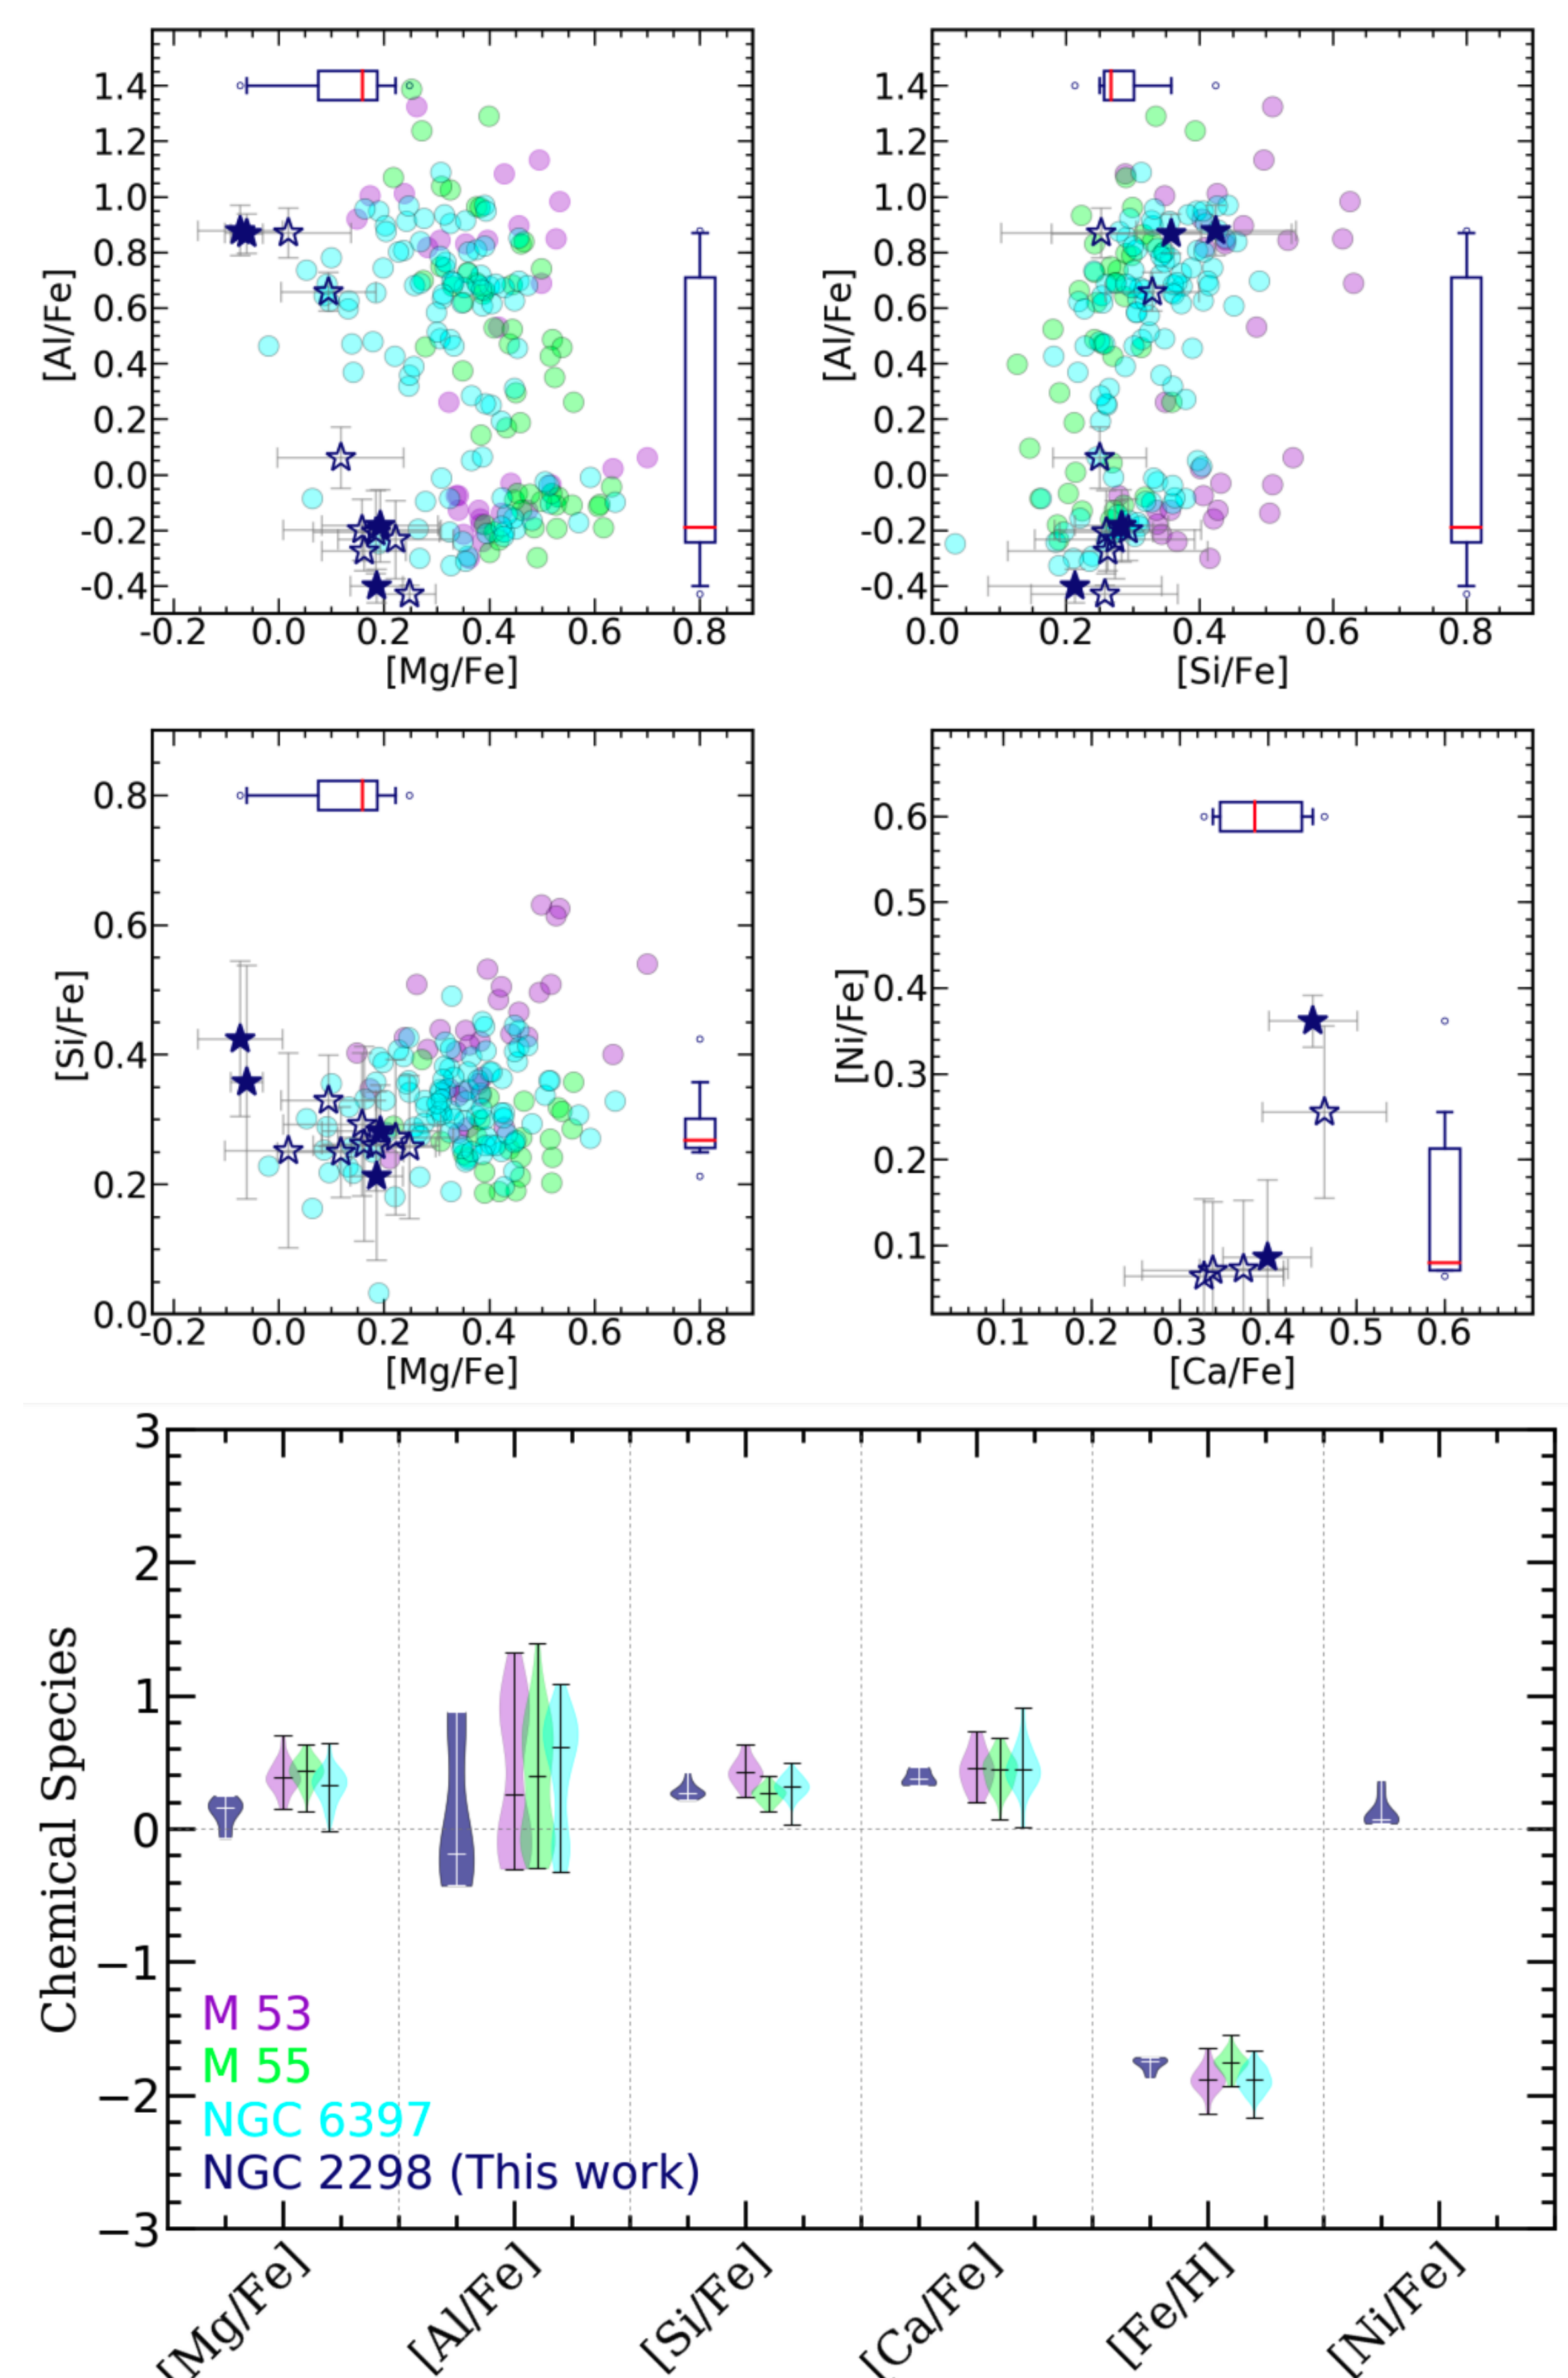 1.4
1.2
1.0
0.8
0.6
0.4
0.2
0.0
-0.2
-0.4
[Al/Fe]
-0.2 0.0 0.2 0.4 0.6 0.8
[Mg/Fe]
1.4
1.2
1.0
0.8
0.6
0.4
0.2
0.0
-0.2
-0.4
[Al/Fe]
0.0 0.2 0.4 0.6 0.8
[Si/Fe]
0.8
0.6
0.4
0.2
0.0
[Si/Fe]
-0.2 0.0 0.2 0.4 0.6 0.8
[Mg/Fe]
0.6
0.5
0.4
0.3
0.2
0.1
[Ni/Fe]
0.1 0.2 0.3 0.4 0.5 0.6
[Ca/Fe]
3
2
1
0
−1
−2
−3
Chemical Species
M 53
M 55
NGC 6397
NGC 2298 (This work)
[Mg/Fe] [Al/Fe] [Si/Fe] [Ca/Fe] [Fe/H] [Ni/Fe]